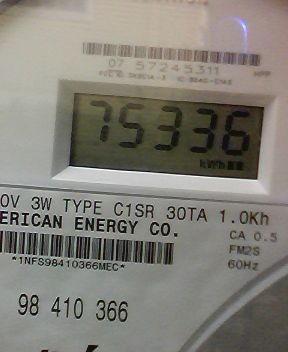 07 57245311
HPP
75336
kWh
0V 3W TYPE C1SR 30TA 1.0Kh
ERICAN ENERGY CO.
CA 0.5
FM2S
*1NFS98410366MEC*
60Hz
98 410 366